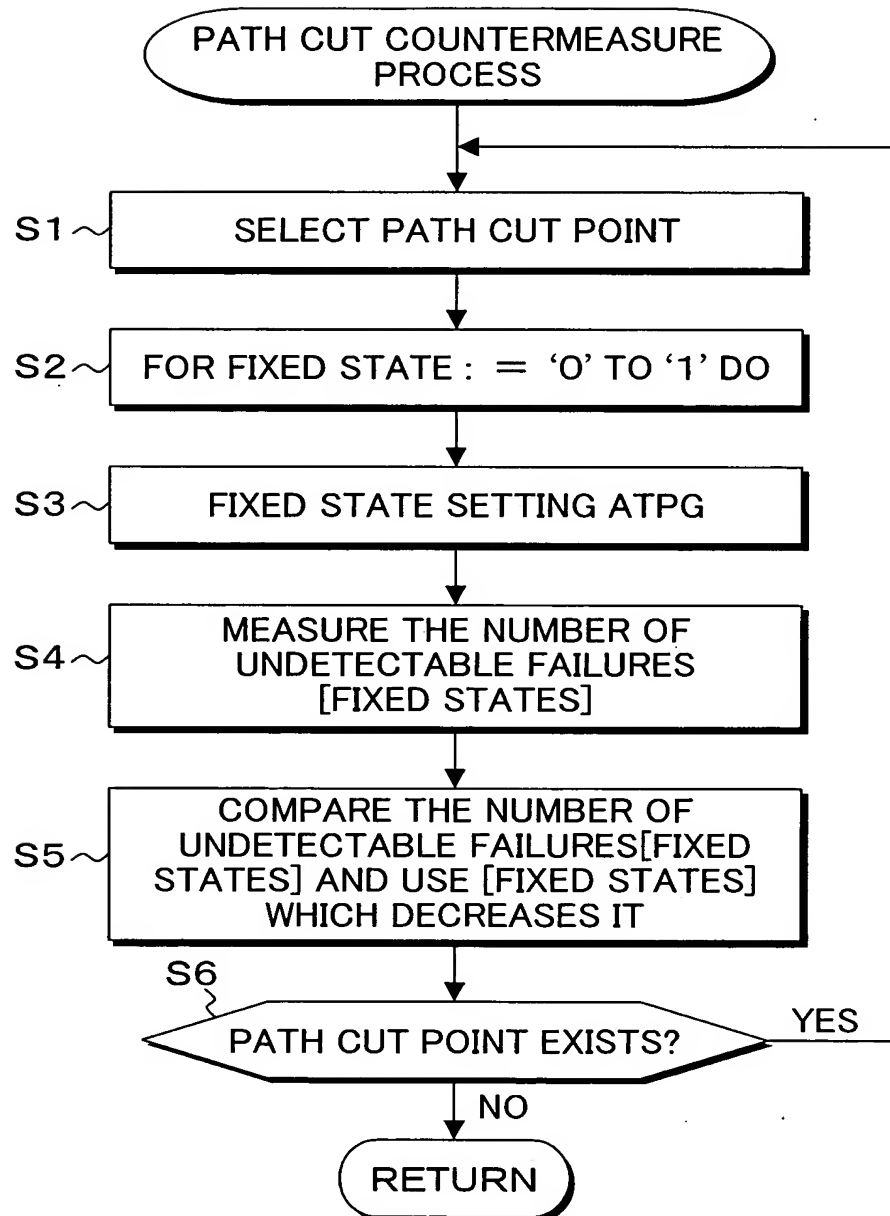 PATH CUT COUNTERMEASURE
PROCESS
S1
SELECT PATH CUT POINT
S2
FOR FIXED STATE : = ‘0’ TO ‘1’ DO
S3
FIXED STATE SETTING ATPG
S4
MEASURE THE NUMBER OF
UNDETECTABLE FAILURES
[FIXED STATES]
S5
COMPARE THE NUMBER OF
UNDETECTABLE FAILURES[FIXED
STATES] AND USE [FIXED STATES]
WHICH DECREASES IT
S6
PATH CUT POINT EXISTS?
YES
NO
RETURN